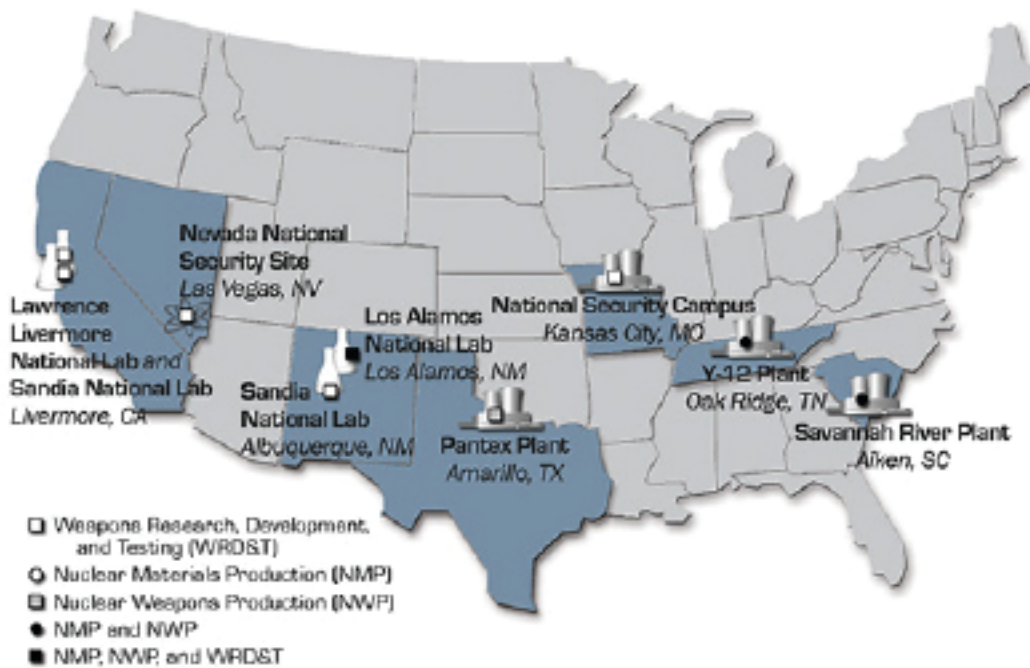 Nevada National
Security Site
Las Vegas, NV
Lawrence
Livermore
National Lab and
Sandia National Lab
Livermore, CA
Los Alamos
National Lab
Los Alamos, NM
Sandia
National Lab
Albuquerque, NM
National Security Campus
Kansas City, MO
Y-12 Plant
Oak Ridge, TN
Pantex Plant
Amarillo, TX
Savannah River Plant
Aiken, SC
Weapons Research, Development,
and Testing (WRD&T)
Nuclear Materials Production (NMP)
Nuclear Weapons Production (NWP)
NMP and NWP
NMP, NWP, and WRD&T